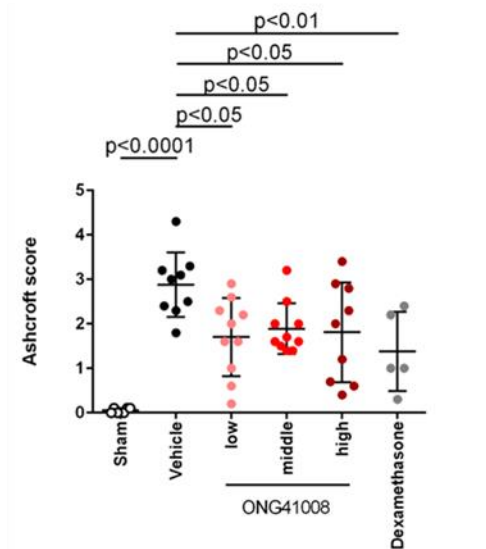 p<0.01
p<0.05
p<0.05
p<0.05
p<0.0001
Ashcroft score
5
4
3
2
1
0
Sham
Vehicle
low
middle
high
Dexamethasone
ONG41008